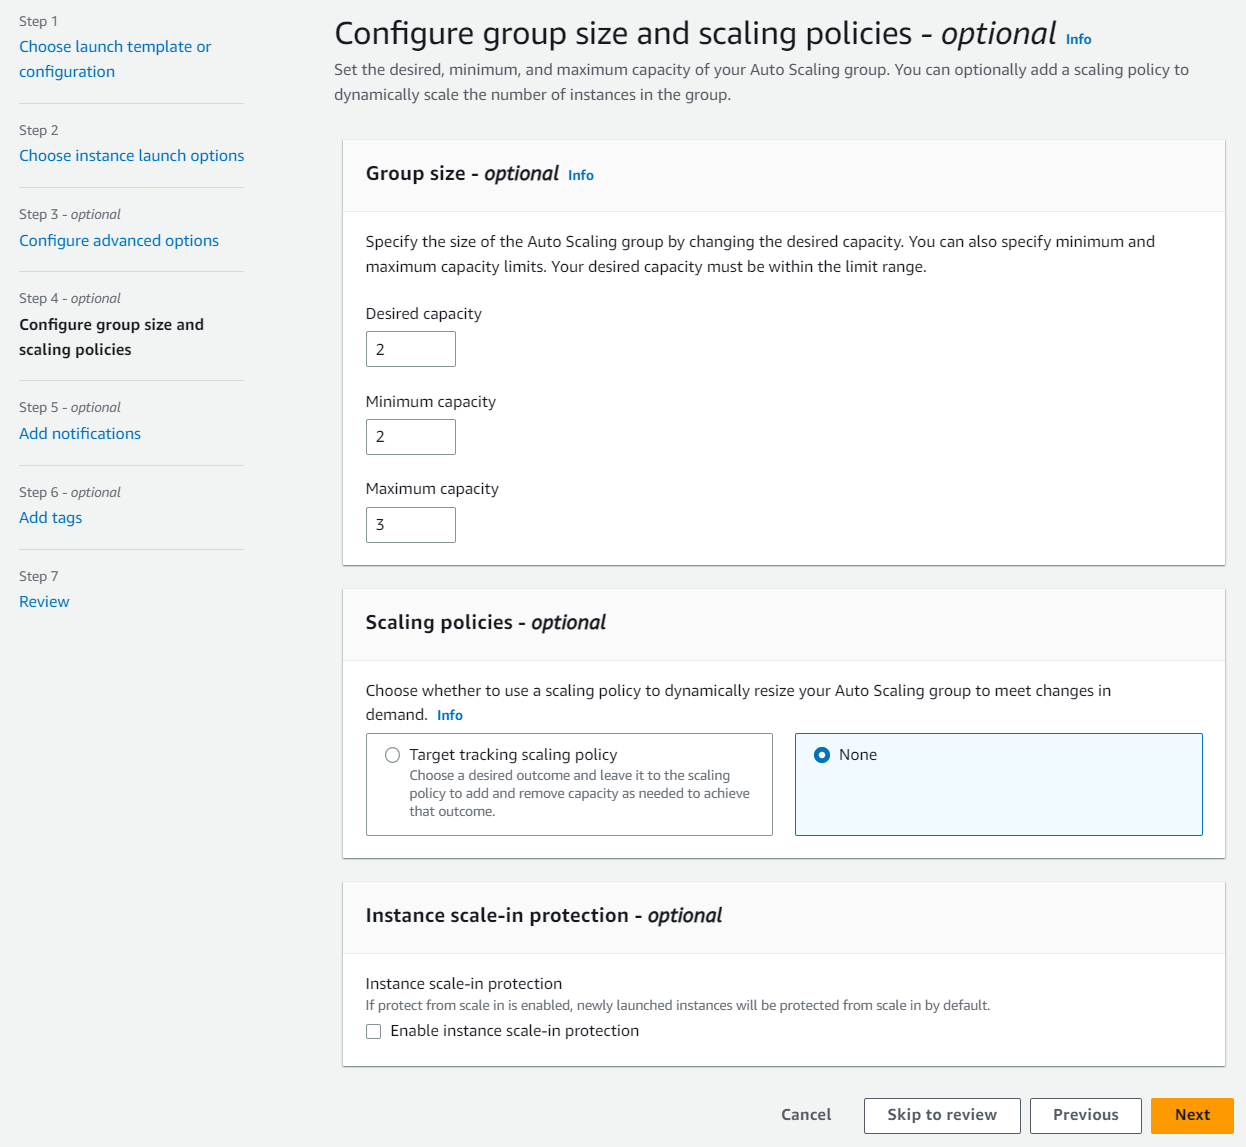 Step 1
Choose launch template or
configuration
Step 2
Choose instance launch options
Step 3 - optional
Configure advanced options
Step 4 - optional
Configure group size and
scaling policies
Step 5 - optional
Add notifications
Step 6 - optional
Add tags
Step 7
Review
Configure group size and scaling policies - optional Info
Set the desired, minimum, and maximum capacity of your Auto Scaling group. You can optionally add a scaling policy to
dynamically scale the number of instances in the group.
Group size - optional Info
Specify the size of the Auto Scaling group by changing the desired capacity. You can also specify minimum and
maximum capacity limits. Your desired capacity must be within the limit range.
Desired capacity
2
Minimum capacity
2
Maximum capacity
3
Scaling policies - optional
Choose whether to use a scaling policy to dynamically resize your Auto Scaling group to meet changes in
demand. Info
Target tracking scaling policy
Choose a desired outcome and leave it to the scaling
policy to add and remove capacity as needed to achieve
that outcome.
None
Instance scale-in protection - optional
Instance scale-in protection
If protect from scale in is enabled, newly launched instances will be protected from scale in by default.
Enable instance scale-in protection
Cancel Skip to review Previous Next